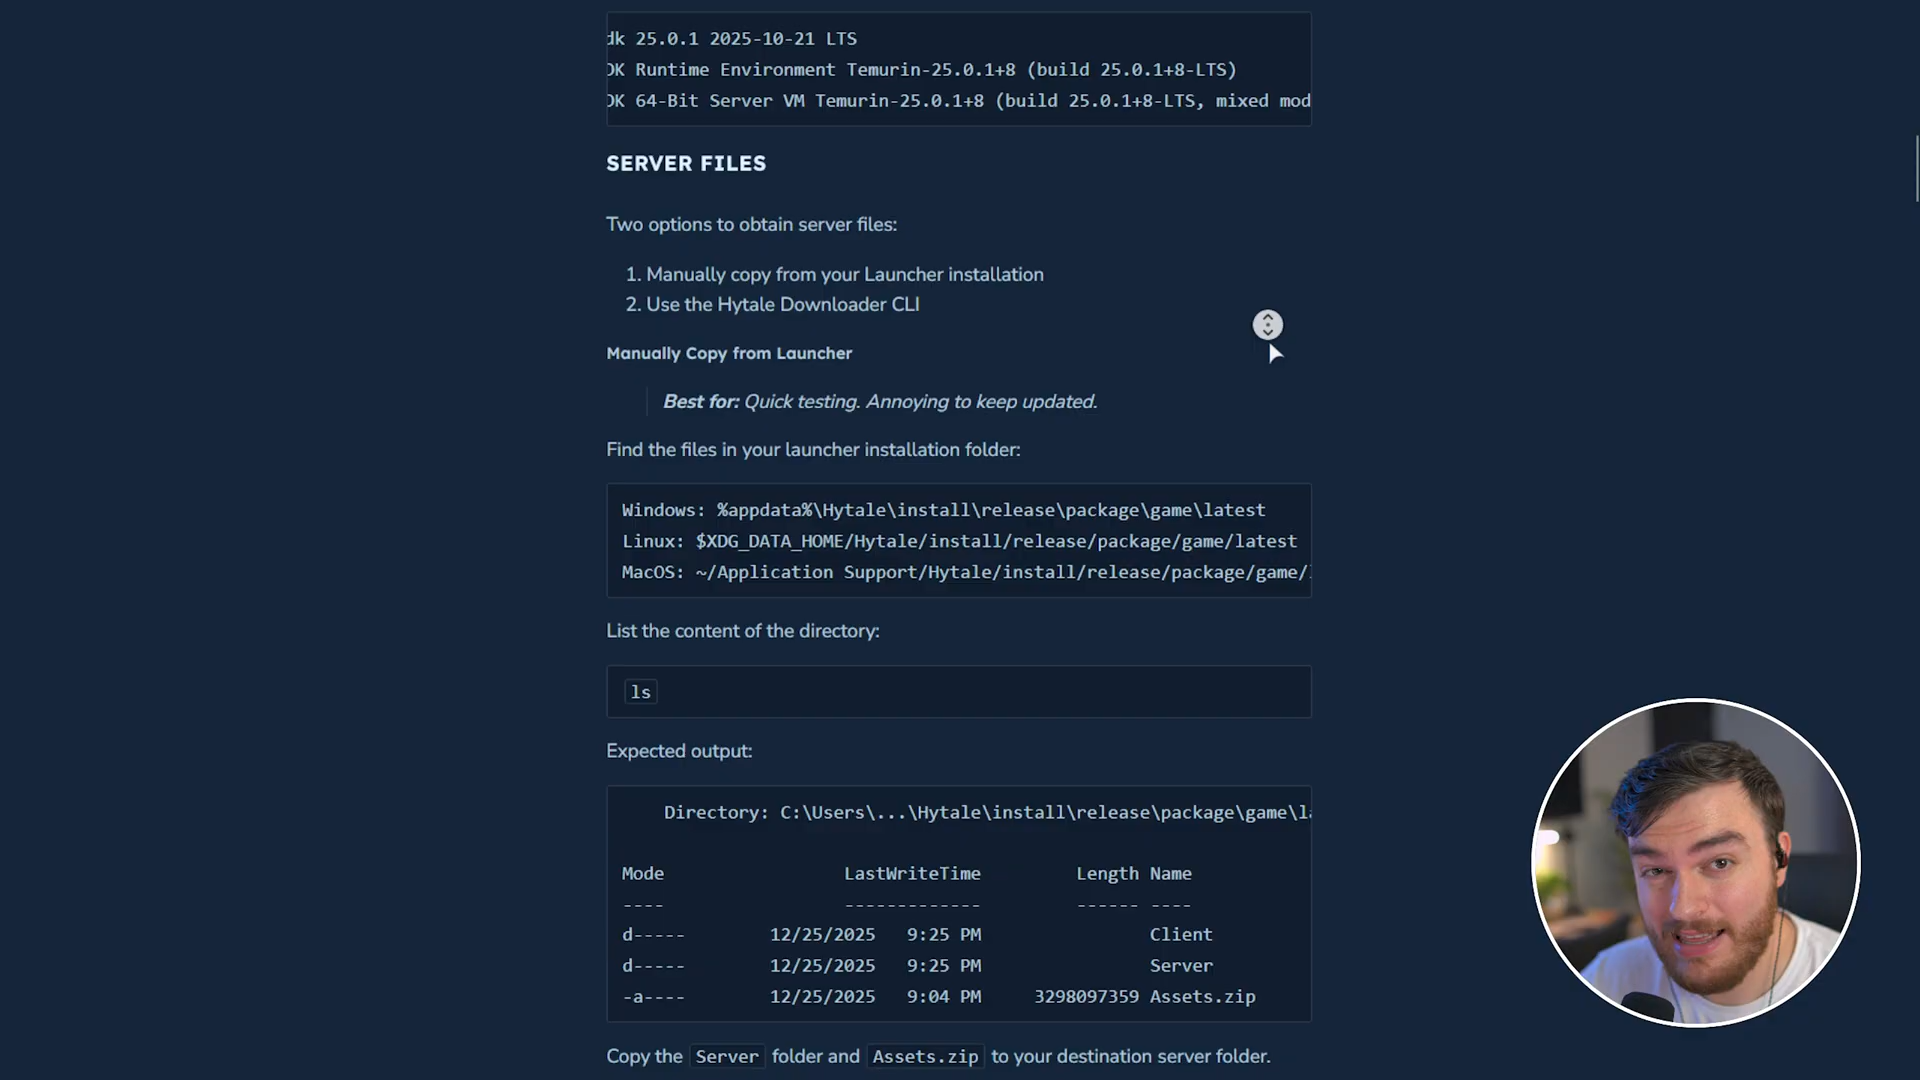 dk 25.0.1 2025-10-21 LTS
DK Runtime Environment Temurin-25.0.1+8 (build 25.0.1+8-LTS)
DK 64-Bit Server VM Temurin-25.0.1+8 (build 25.0.1+8-LTS, mixed mod
SERVER FILES
Two options to obtain server files:
1. Manually copy from your Launcher installation
2. Use the Hytale Downloader CLI
Manually Copy from Launcher
Best for: Quick testing. Annoying to keep updated.
Find the files in your launcher installation folder:
Windows: %appdata%\Hytale\install\release\package\game\latest
Linux: $XDG_DATA_HOME/Hytale/install/release/package/game/latest
MacOS: ~/Application Support/Hytale/install/release/package/game/
List the content of the directory:
ls
Expected output:
Directory: C:\Users\...\Hytale\install\release\package\game\la
Mode LastWriteTime Length Name
---- ------------- ------ ----
d----- 12/25/2025 9:25 PM Client
d----- 12/25/2025 9:25 PM Server
-a---- 12/25/2025 9:04 PM 3298097359 Assets.zip
Copy the Server folder and Assets.zip to your destination server folder.